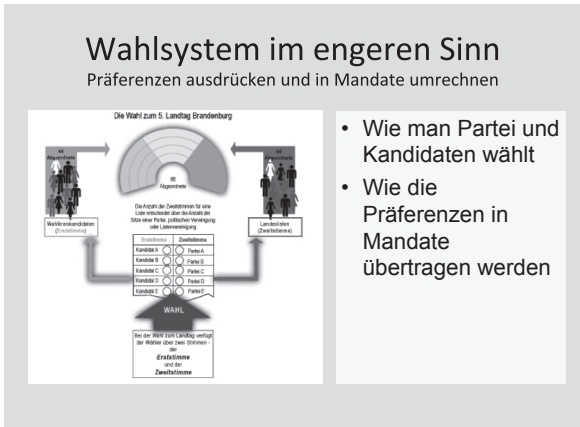 Wahlsystem im engeren Sinn
Präferenzen ausdrücken und in Mandate umrechnen
Die Wahl zum 5. Landtag Brandenburg
44
Abgeordnete
88
Abgeordnete
44
Abgeordnete
Die Anzahl der Zweitstimmen für eine
Liste entscheidet über die Anzahl der
Sitze einer Partei, politischen Vereinigung
oder Listenvereinigung
Wahlkreiskandidaten
(Erststimme)
Landeslisten
(Zweitstimme)
Erststimme Zweitstimme
Kandidat A Partei A
Kandidat B Partei B
Kandidat C Partei C
Kandidat D Partei D
Kandidat E Partei E
WAHL
Bei der Wahl zum Landtag verfügt
der Wähler über zwei Stimmen -
der
Erststimme
und der
Zweitstimme
• Wie man Partei und
Kandidaten wählt
• Wie die
Präferenzen in
Mandate
übertragen werden